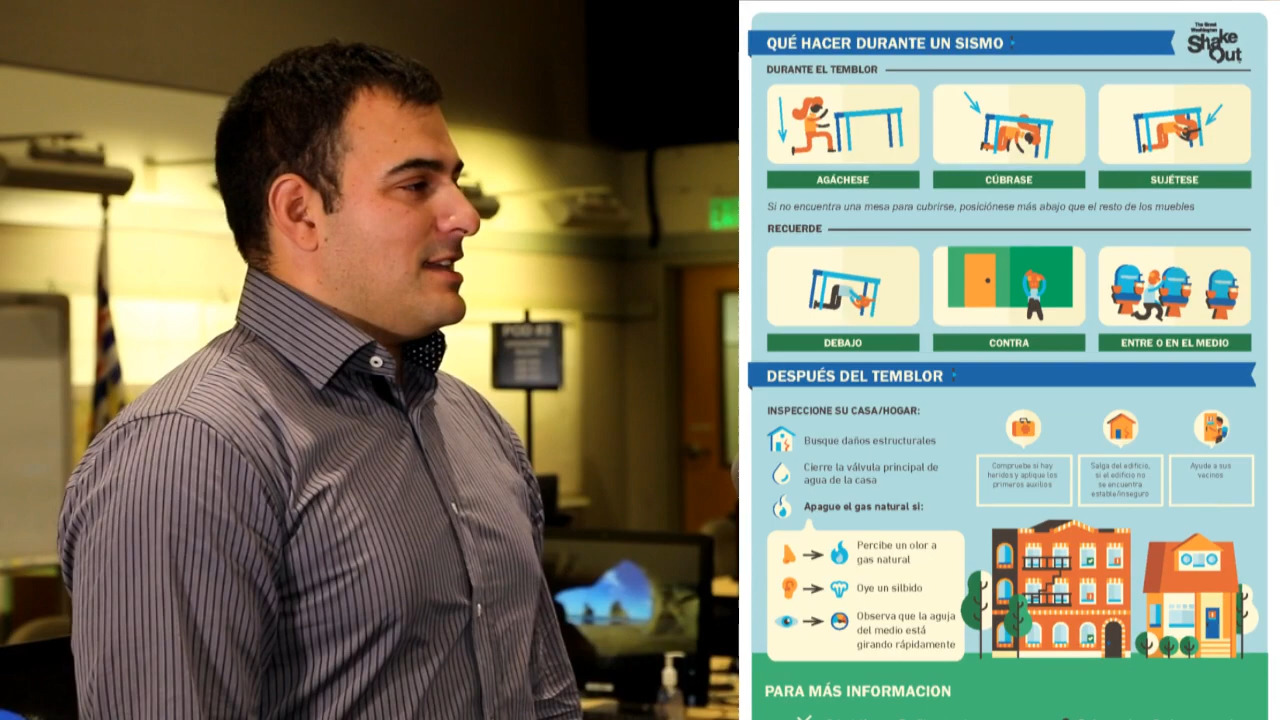 POD #3
The Great
Washington
Shake
Out
QUÉ HACER DURANTE UN SISMO
DURANTE EL TEMBLOR
AGÁCHESE
CÚBRASE
SUJÉTESE
Si no encuentra una mesa para cubrirse, posiciónese más abajo que el resto de los muebles
RECUERDE
DEBAJO
CONTRA
ENTRE O EN EL MEDIO
DESPUÉS DEL TEMBLOR
INSPECCIONE SU CASA/HOGAR:
Busque daños estructurales
Cierre la válvula principal de
agua de la casa
Apague el gas natural si:
Percibe un olor a
gas natural
Oye un silbido
Observa que la aguja
del medio está
girando rápidamente
Compruebe si hay
heridos y aplique los
primeros auxilios
Salga del edificio,
si el edificio no
se encuentra
estable/inseguro
Ayude a sus
vecinos
PARA MÁS INFORMACION